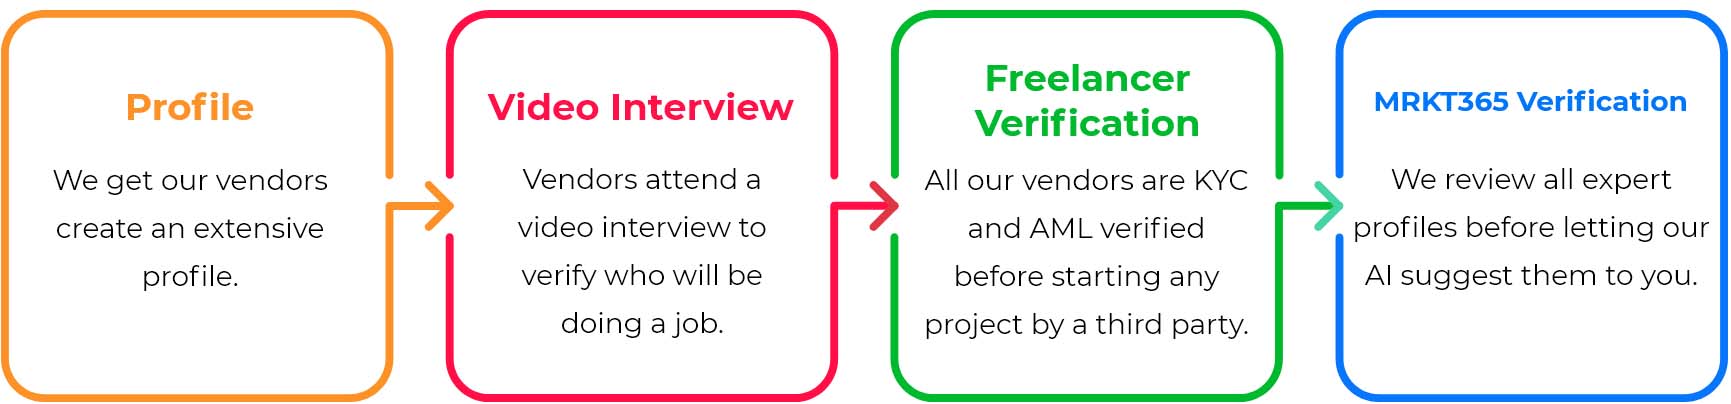 Profile
We get our vendors
create an extensive
profile.
Video Interview
Vendors attend a
video interview to
verify who will be
doing a job.
Freelancer
Verification
All our vendors are KYC
and AML verified
before starting any
project by a third party.
MRKT365 Verification
We review all expert
profiles before letting our
AI suggest them to you.